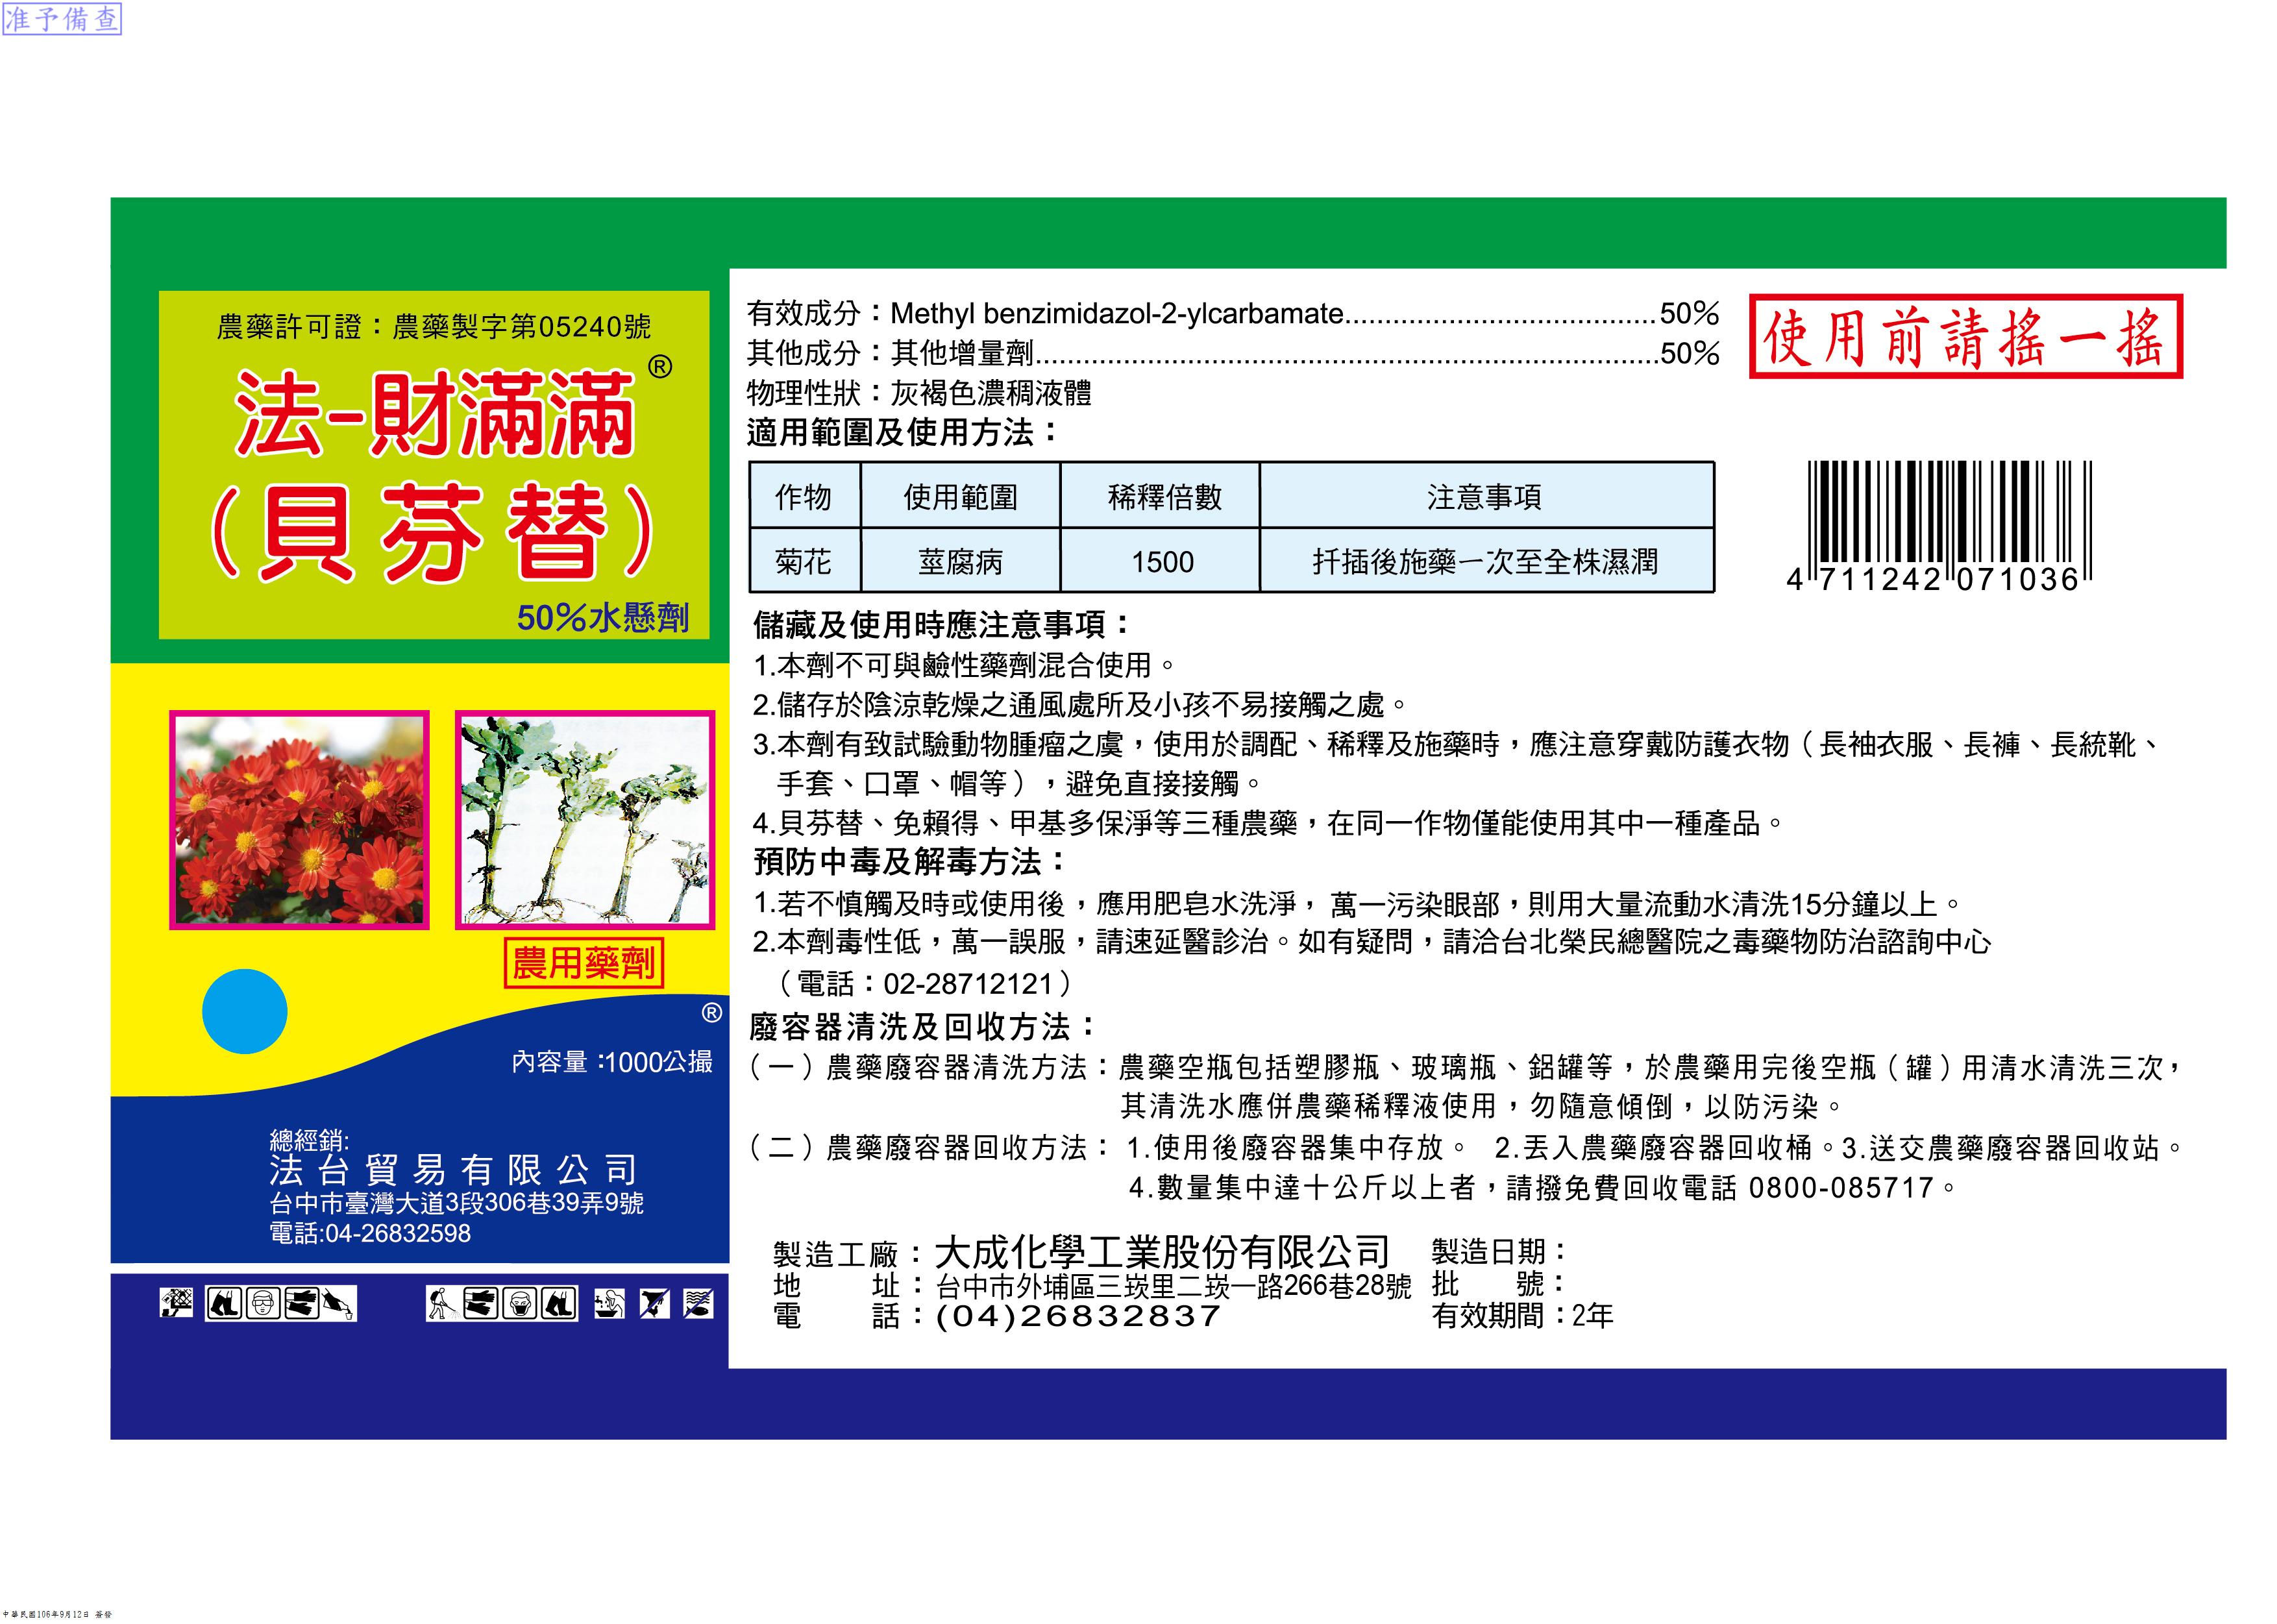 准予備查
農藥許可證：農藥製字第05240號
法-財滿滿®
（貝芬替）
50%水懸劑
農用藥劑
®
內容量：1000公撮
總經銷:
法台貿易有限公司
台中市臺灣大道3段306巷39弄9號
電話:04-26832598
有效成分：Methyl benzimidazol-2-ylcarbamate.......................................50%
其他成分：其他增量劑..............................................................................50%
物理性狀：灰褐色濃稠液體
使用前請搖一搖
適用範圍及使用方法：
作物 使用範圍 稀釋倍數 注意事項
菊花 莖腐病 1500 扦插後施藥一次至全株濕潤
4 711242 071036
儲藏及使用時應注意事項：
1.本劑不可與鹼性藥劑混合使用。
2.儲存於陰涼乾燥之通風處所及小孩不易接觸之處。
3.本劑有致試驗動物腫瘤之虞，使用於調配、稀釋及施藥時，應注意穿戴防護衣物（長袖衣服、長褲、長統靴、
手套、口罩、帽等），避免直接接觸。
4.貝芬替、免賴得、甲基多保淨等三種農藥，在同一作物僅能使用其中一種產品。
預防中毒及解毒方法：
1.若不慎觸及時或使用後，應用肥皂水洗淨，萬一污染眼部，則用大量流動水清洗15分鐘以上。
2.本劑毒性低，萬一誤服，請速延醫診治。如有疑問，請洽台北榮民總醫院之毒藥物防治諮詢中心
（電話：02-28712121）
廢容器清洗及回收方法：
（一）農藥廢容器清洗方法：農藥空瓶包括塑膠瓶、玻璃瓶、鋁罐等，於農藥用完後空瓶（罐）用清水清洗三次，
其清洗水應併農藥稀釋液使用，勿隨意傾倒，以防污染。
（二）農藥廢容器回收方法：1.使用後廢容器集中存放。 2.丟入農藥廢容器回收桶。3.送交農藥廢容器回收站。
4.數量集中達十公斤以上者，請撥免費回收電話 0800-085717。
製造工廠：大成化學工業股份有限公司 製造日期：
地　　址：台中市外埔區三崁里二崁一路266巷28號 批　　號：
電　　話：(04)26832837 有效期間：2年
中華民國106年9月12日 簽發